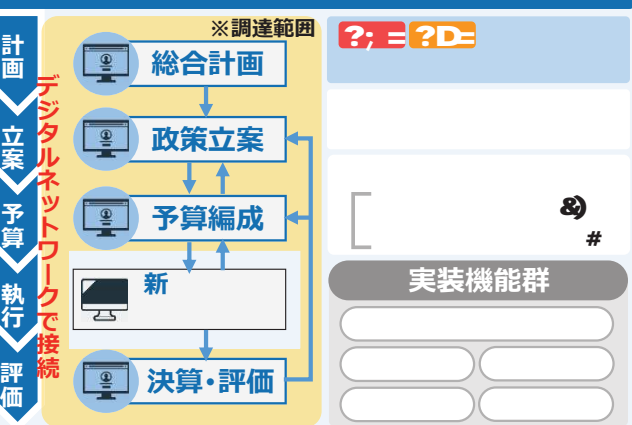 計画
立案
予算
執行
評価
デジタルネットワークで接続
※調達範囲
総合計画
政策立案
予算編成
新
決算・評価
?; =
?D=
&)
#
実装機能群